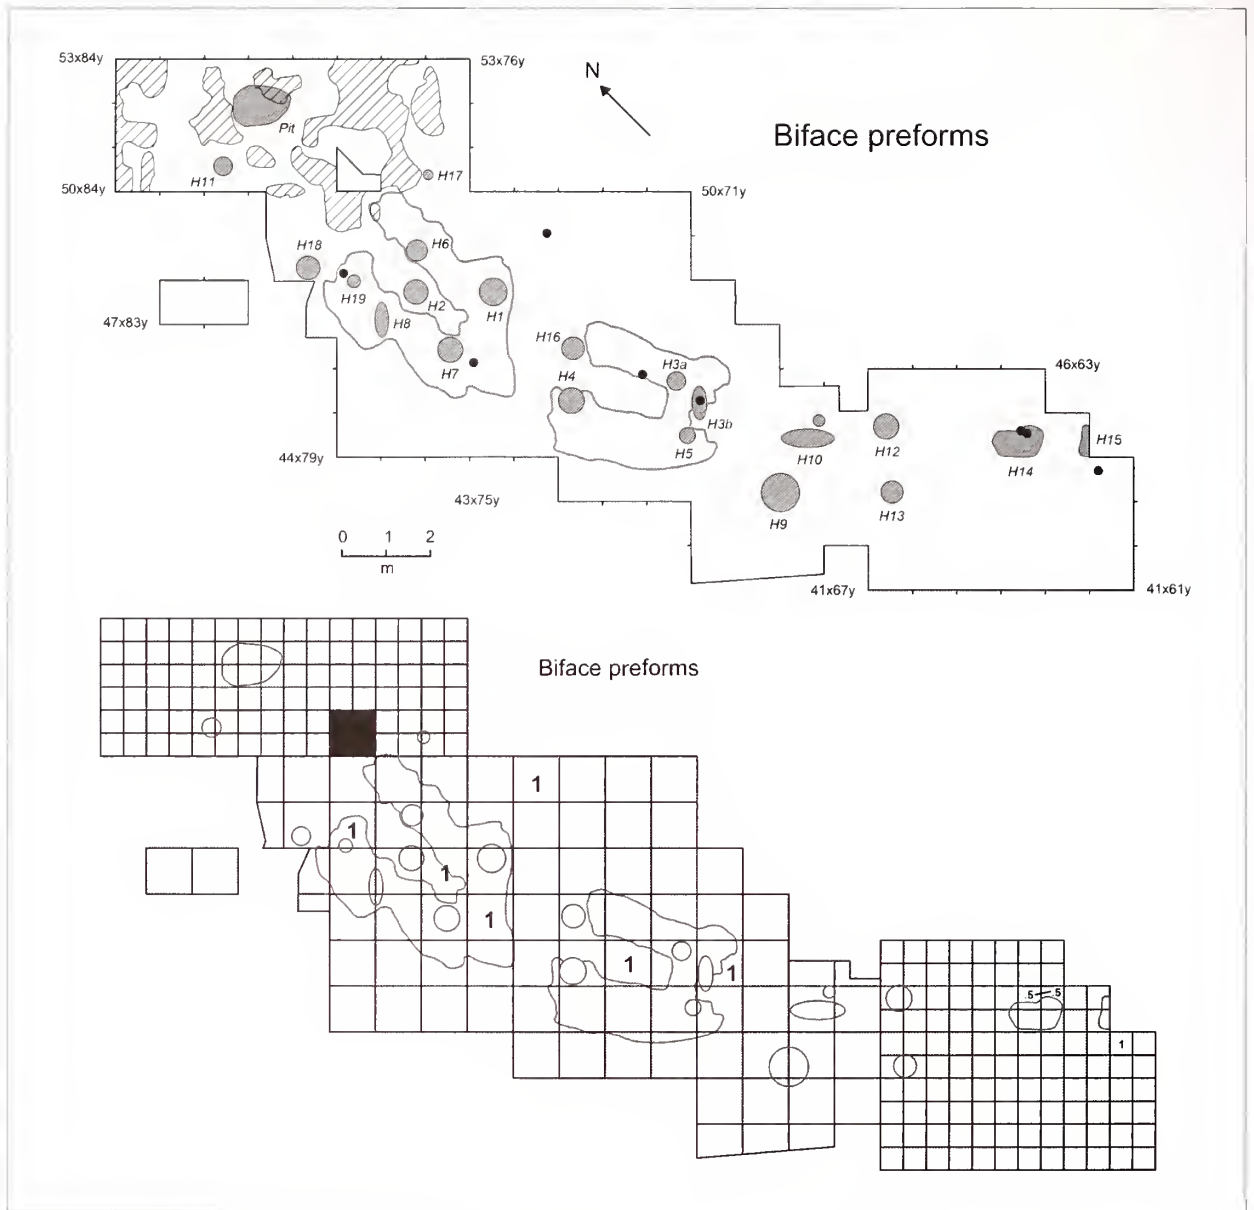 53x84y
53x76y
N
Biface preforms
Pit
H11
H17
50x84y
50x71y
H18
H6
H19
H2
H1
H8
47x83y
H16
H7
H3a
46x63y
H4
H3b
H5
H10
H12
H14
H15
44x79y
43x75y
H9
H13
0 1 2
m
41x67y
41x61y
Biface preforms
1
1
1
1
1
1
.5 .5
1